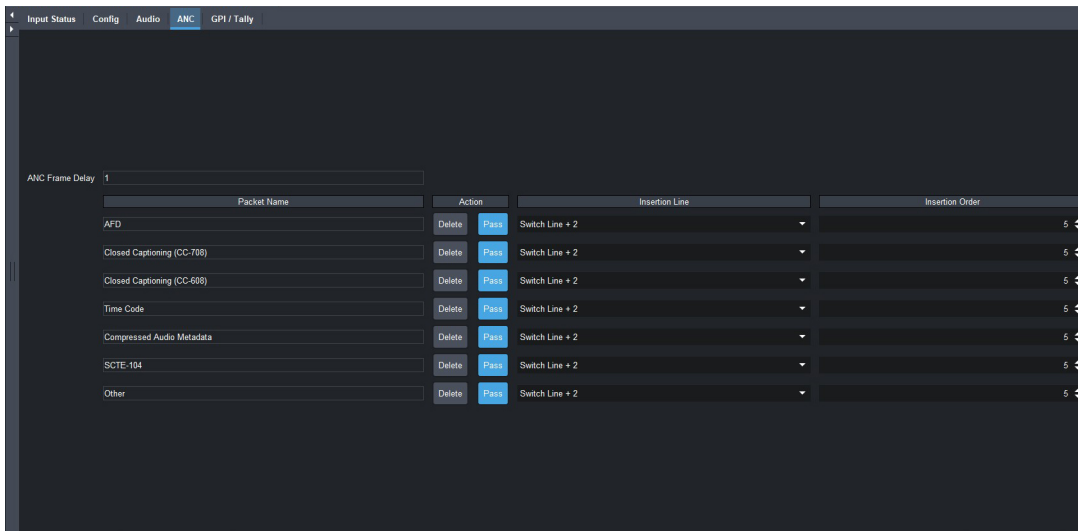 Input Status Config Audio ANC GPI / Tally
ANC Frame Delay 1
Packet Name Action Insertion Line Insertion Order
AFD Delete Pass Switch Line + 2 5
Closed Captioning (CC-708) Delete Pass Switch Line + 2 5
Closed Captioning (CC-608) Delete Pass Switch Line + 2 5
Time Code Delete Pass Switch Line + 2 5
Compressed Audio Metadata Delete Pass Switch Line + 2 5
SCTE-104 Delete Pass Switch Line + 2 5
Other Delete Pass Switch Line + 2 5